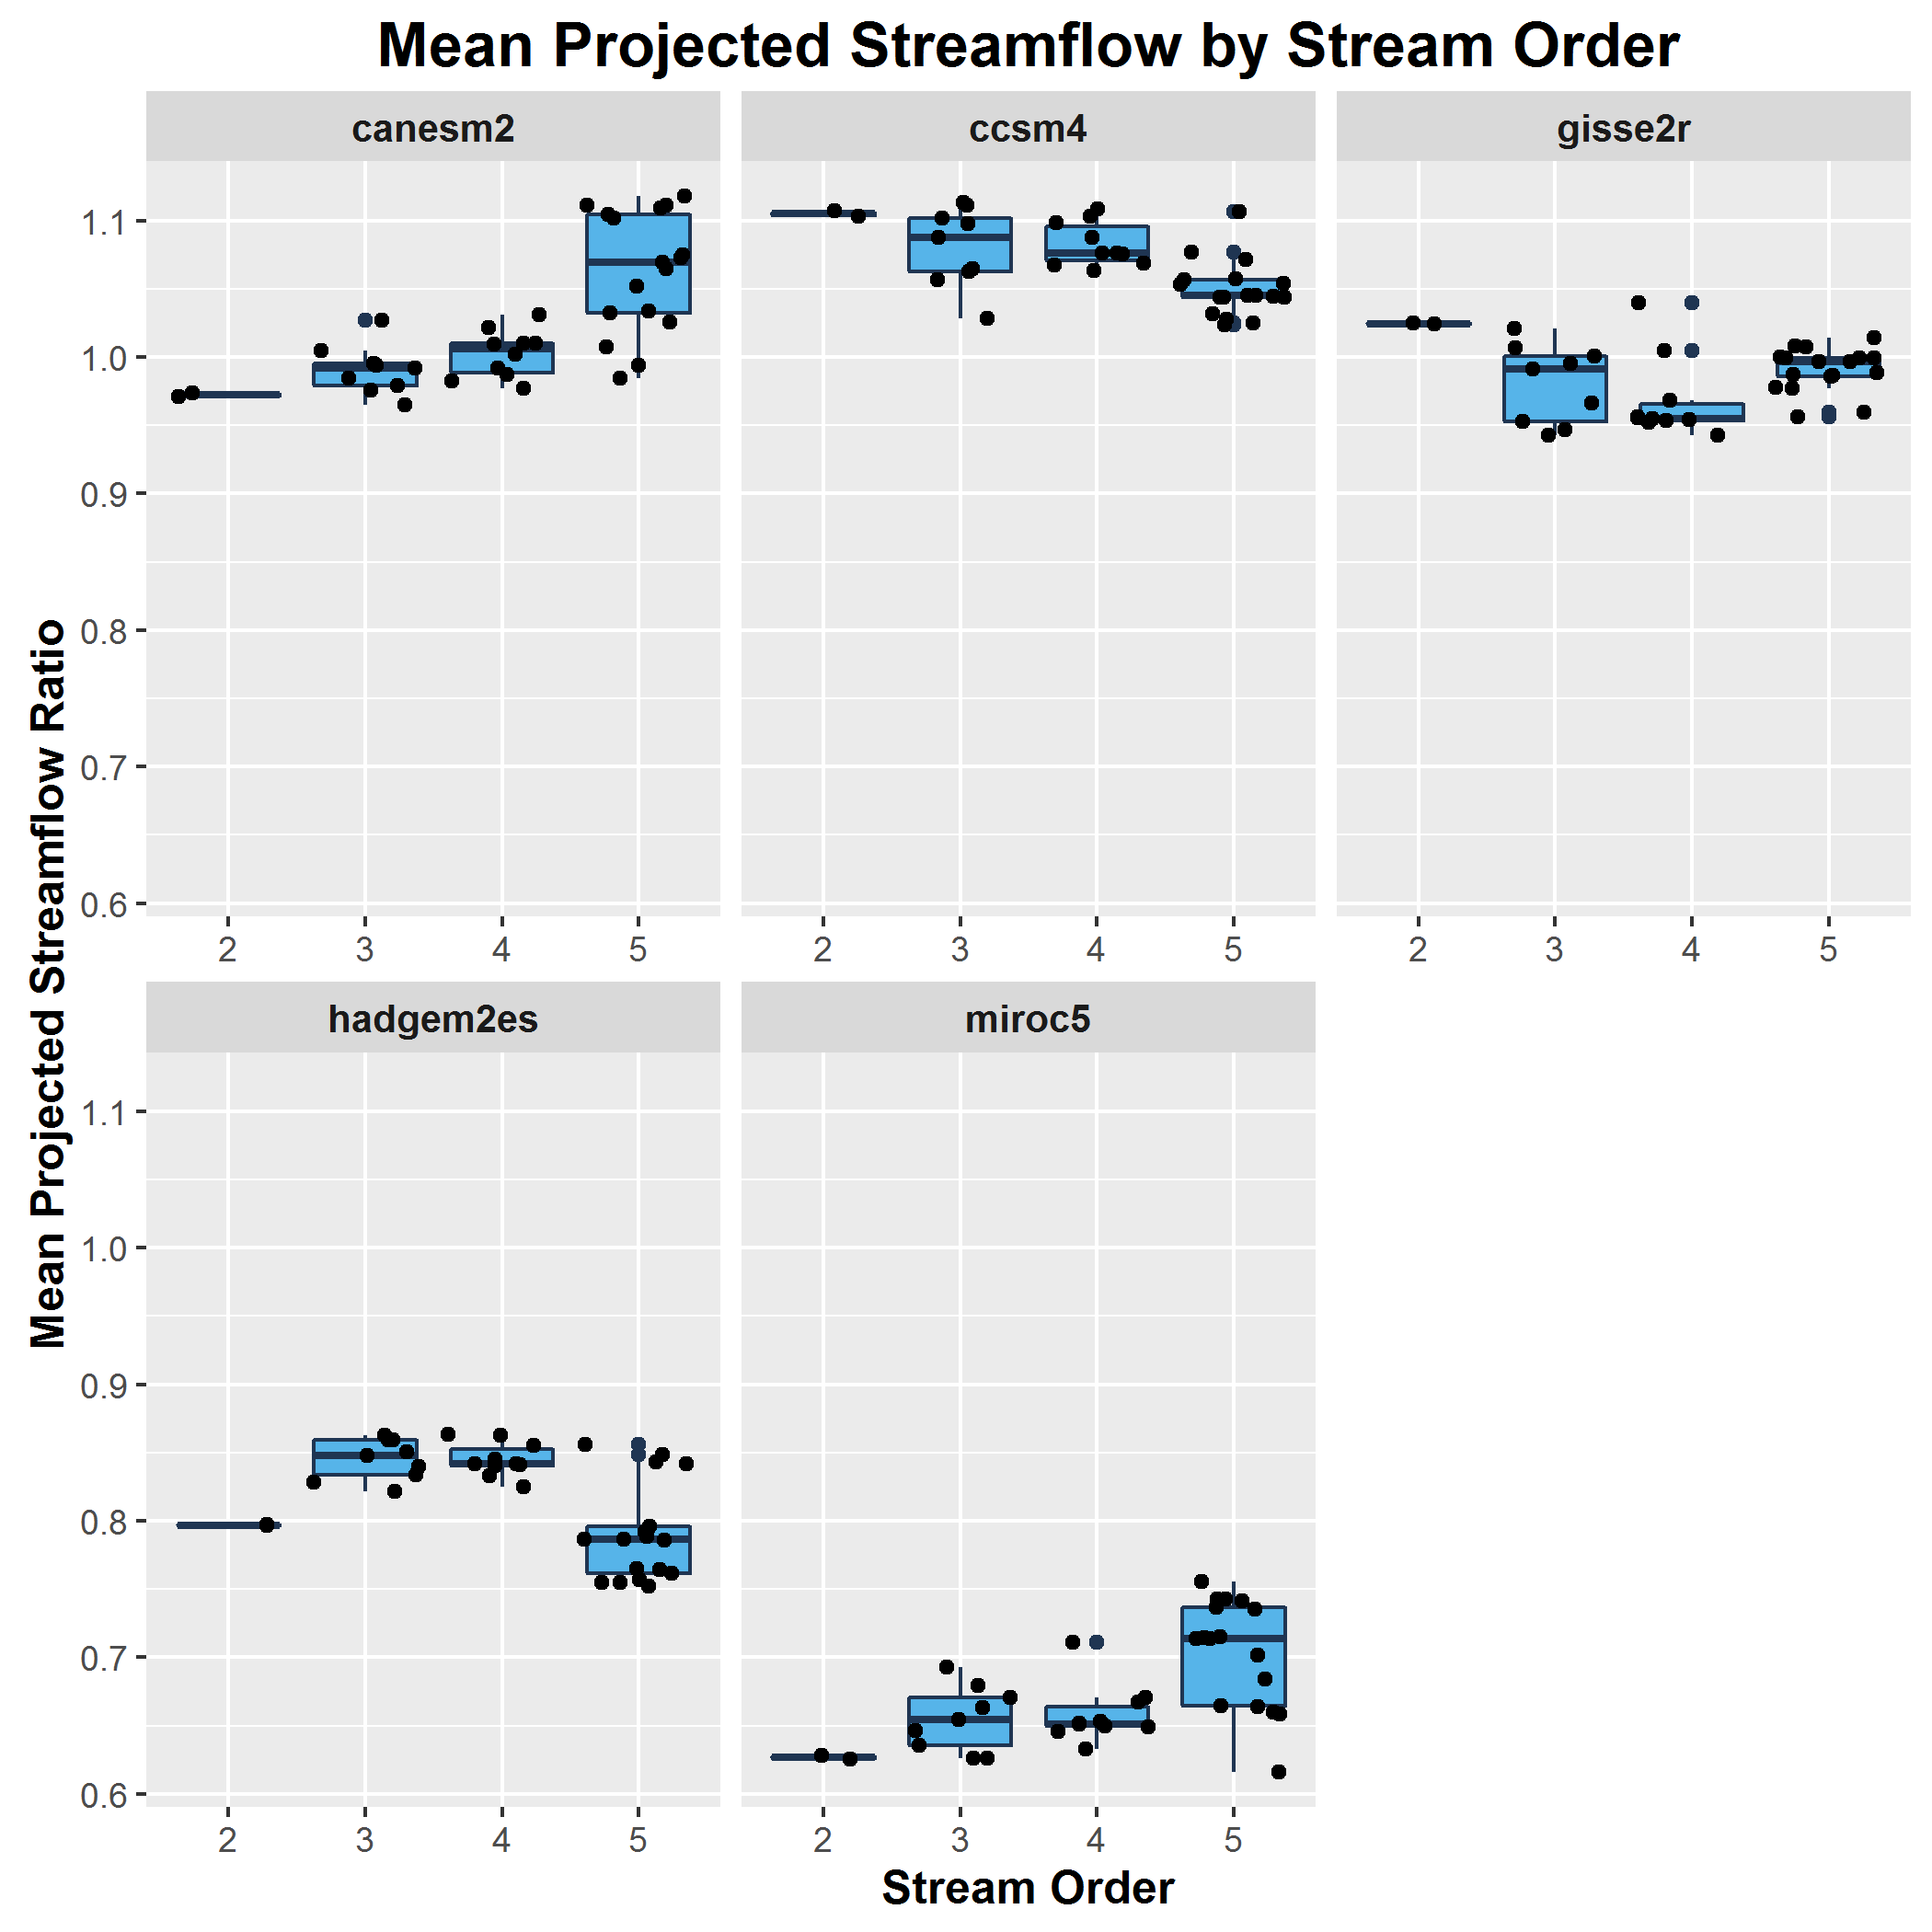 Mean Projected Streamflow by Stream Order
canesm2
ccsm4
gisse2r
1.1
1.0
0.9
0.8
0.7
0.6
2 3 4 5
2 3 4 5
2 3 4 5
Mean Projected Streamflow Ratio
hadgem2es
miroc5
1.1
1.0
0.9
0.8
0.7
0.6
2 3 4 5
2 3 4 5
Stream Order